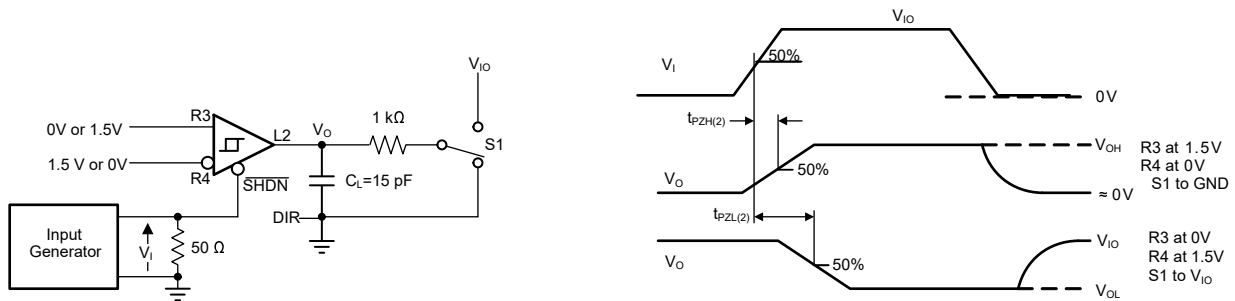 V_IO
0V or 1.5V
R3
L2
V_O
1 kΩ
S1
1.5 V or 0V
R4
SHDN
C_L=15 pF
DIR
Input
Generator
V_I
50 Ω
V_IO
V_I
50%
0V
t_PZH(2)
V_OH
R3 at 1.5V
R4 at 0V
S1 to GND
V_O
50%
≈ 0V
t_PZL(2)
V_O
50%
V_IO
R3 at 0V
R4 at 1.5V
S1 to V_IO
V_OL